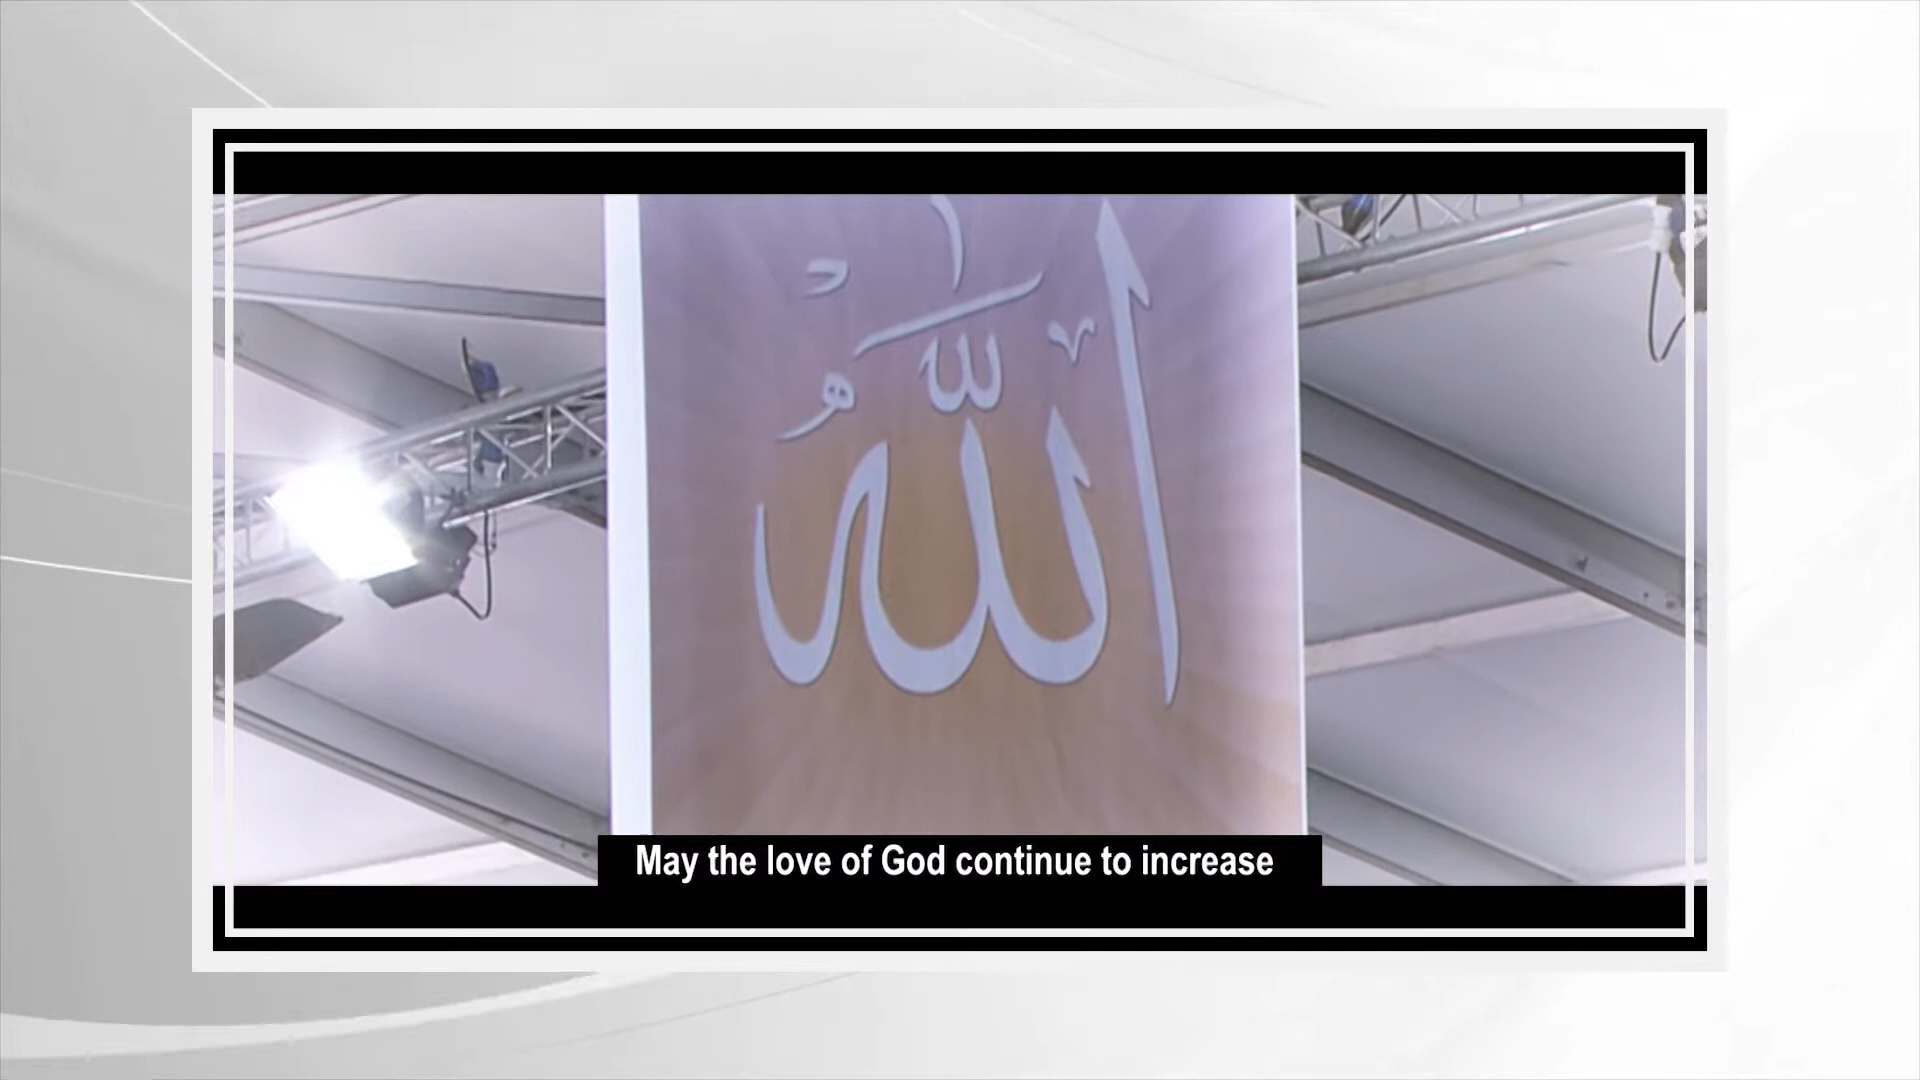 الله
May the love of God continue to increase